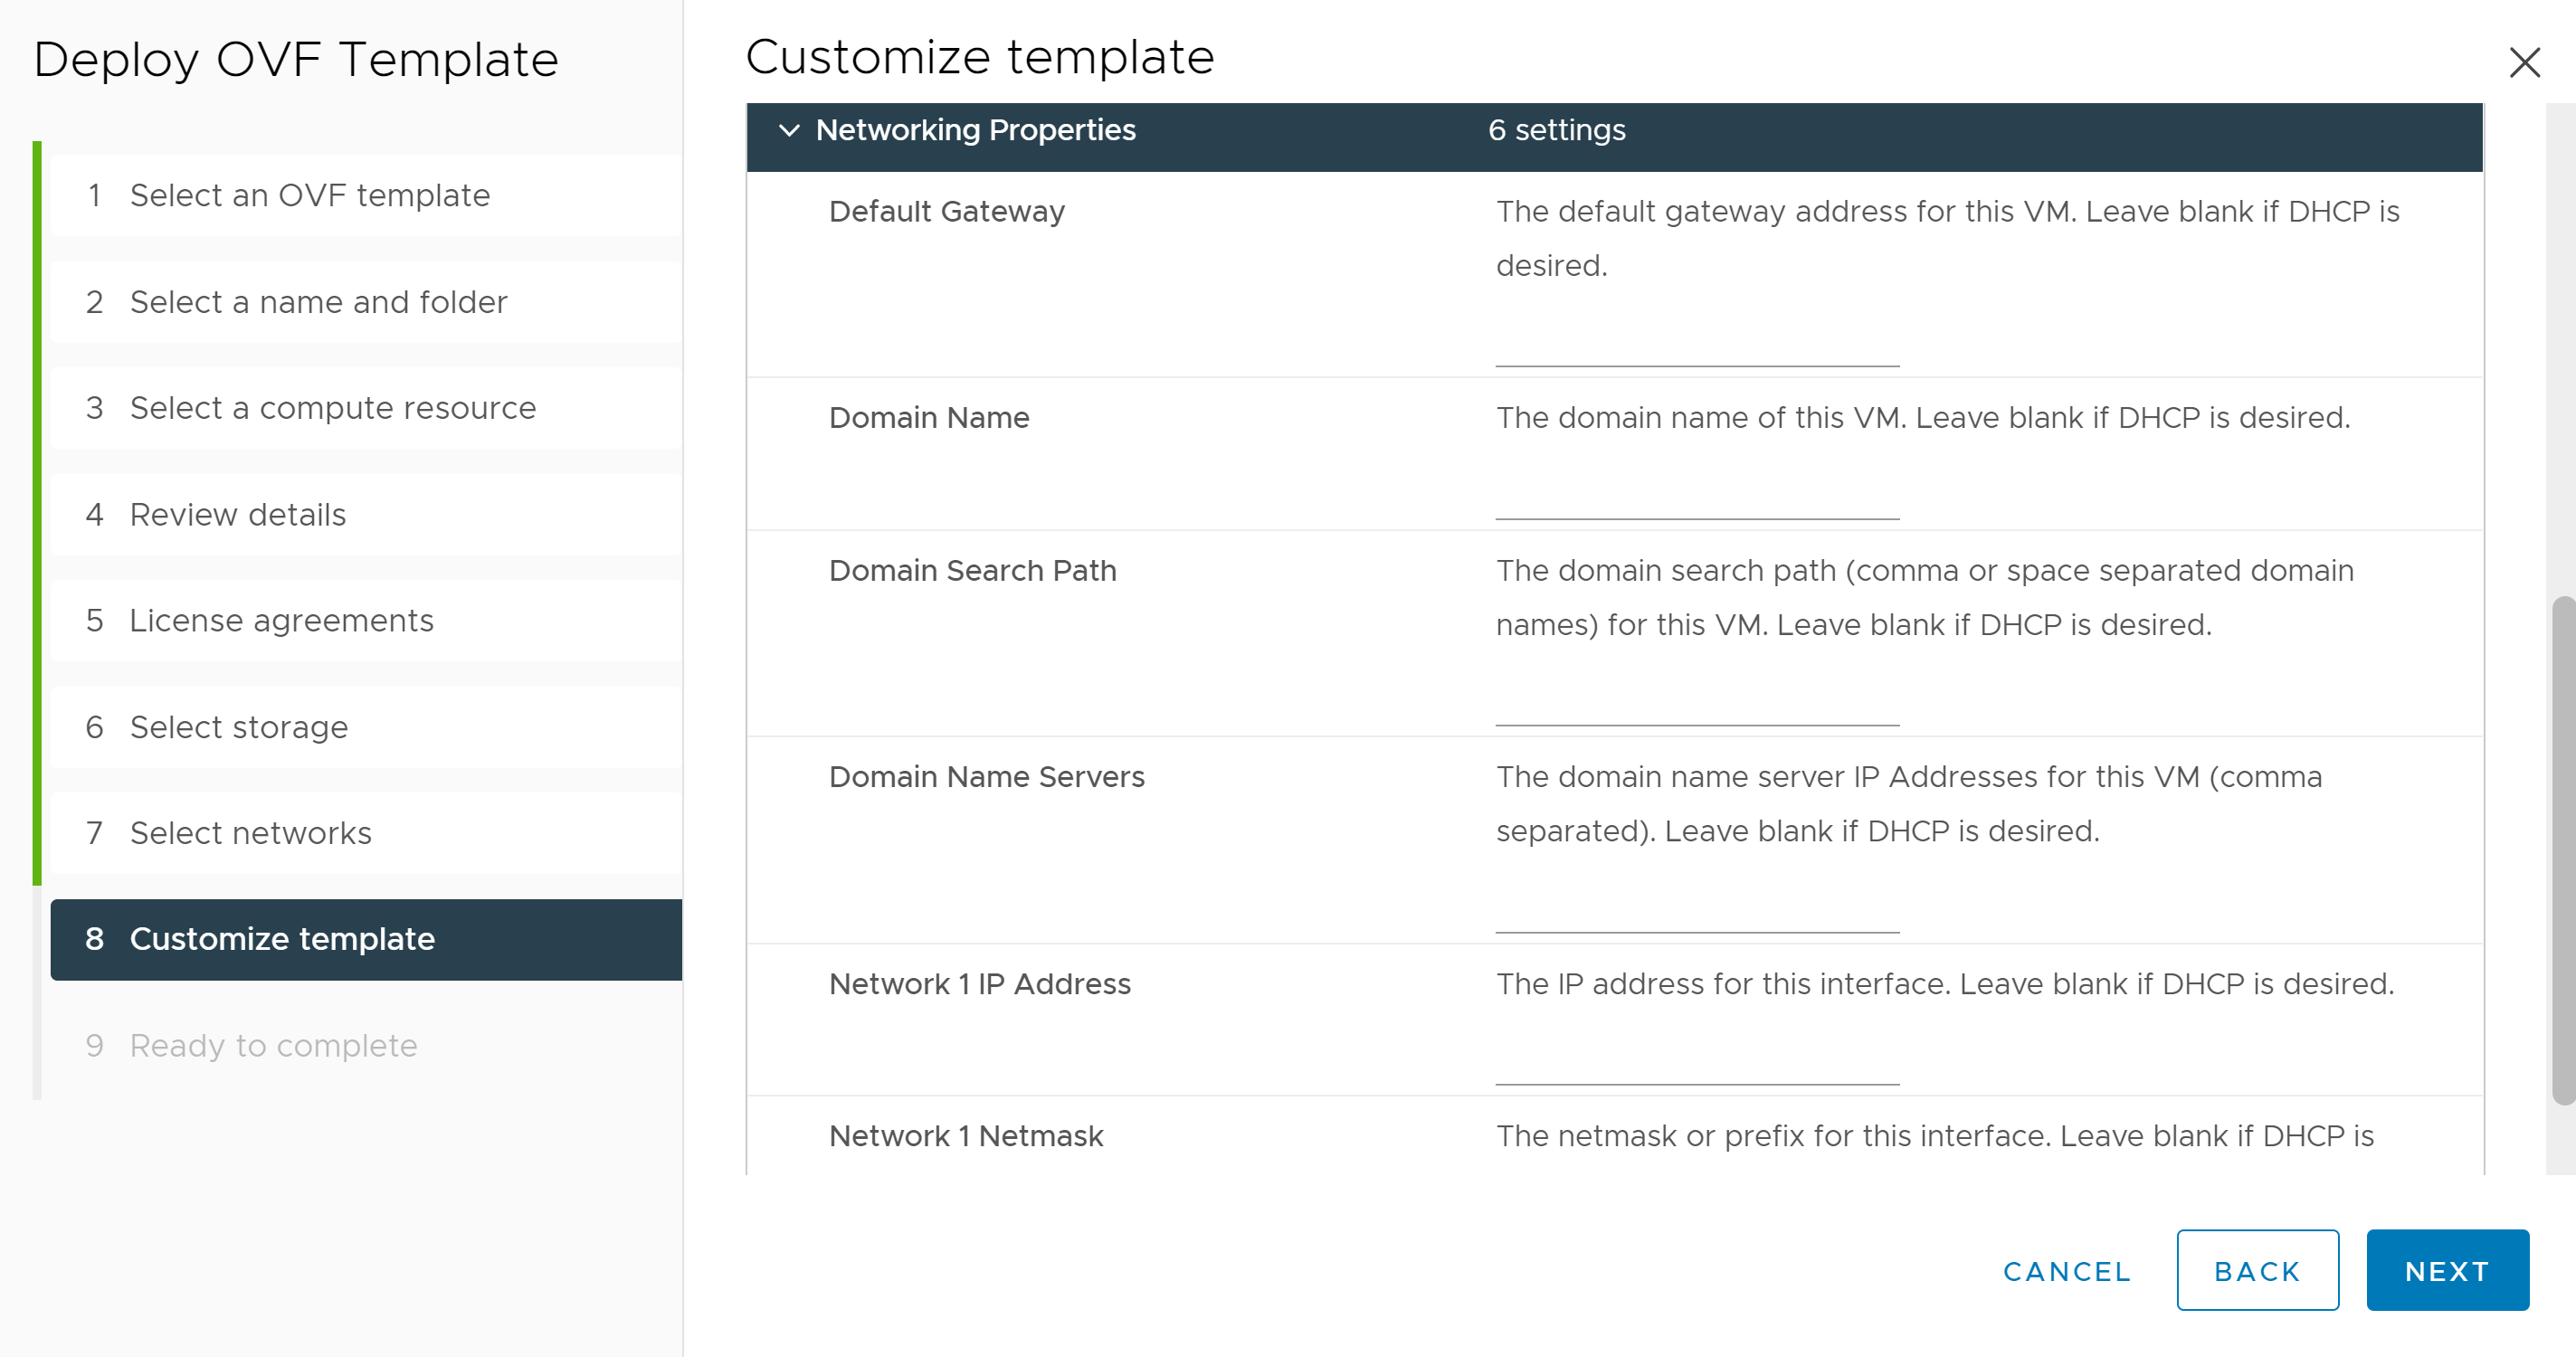 Deploy OVF Template
1 Select an OVF template
2 Select a name and folder
3 Select a compute resource
4 Review details
5 License agreements
6 Select storage
7 Select networks
8 Customize template
9 Ready to complete
Customize template
Networking Properties 6 settings
Default Gateway The default gateway address for this VM. Leave blank if DHCP is
desired.
Domain Name The domain name of this VM. Leave blank if DHCP is desired.
Domain Search Path The domain search path (comma or space separated domain
names) for this VM. Leave blank if DHCP is desired.
Domain Name Servers The domain name server IP Addresses for this VM (comma
separated). Leave blank if DHCP is desired.
Network 1 IP Address The IP address for this interface. Leave blank if DHCP is desired.
Network 1 Netmask The netmask or prefix for this interface. Leave blank if DHCP is
CANCEL BACK NEXT